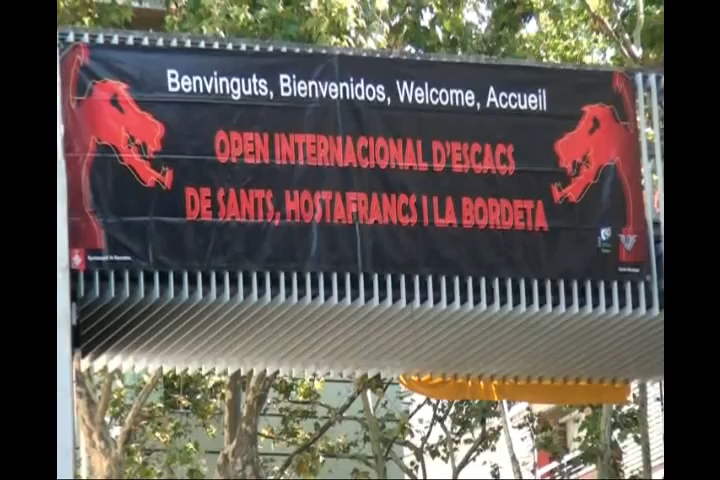 Benvinguts, Bienvenidos, Welcome, Accueil
OPEN INTERNACIONAL D'ESCACS
DE SANTS, HOSTAFRANCS I LA BORDETA